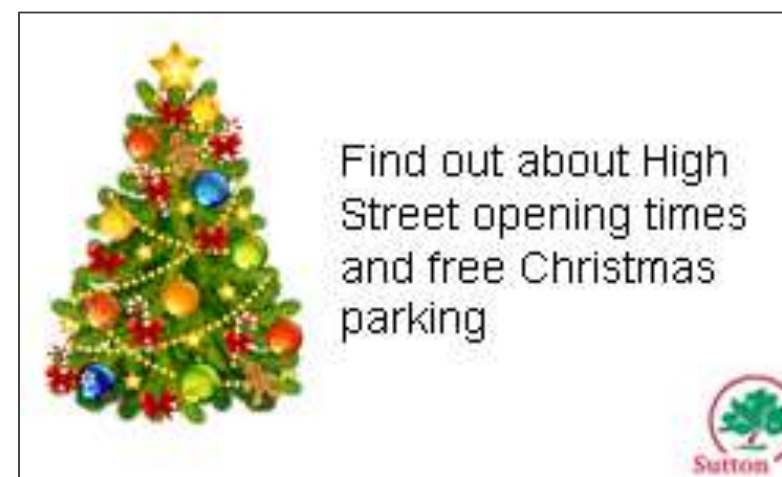 Find out about High
Street opening times
and free Christmas
parking
Sutton